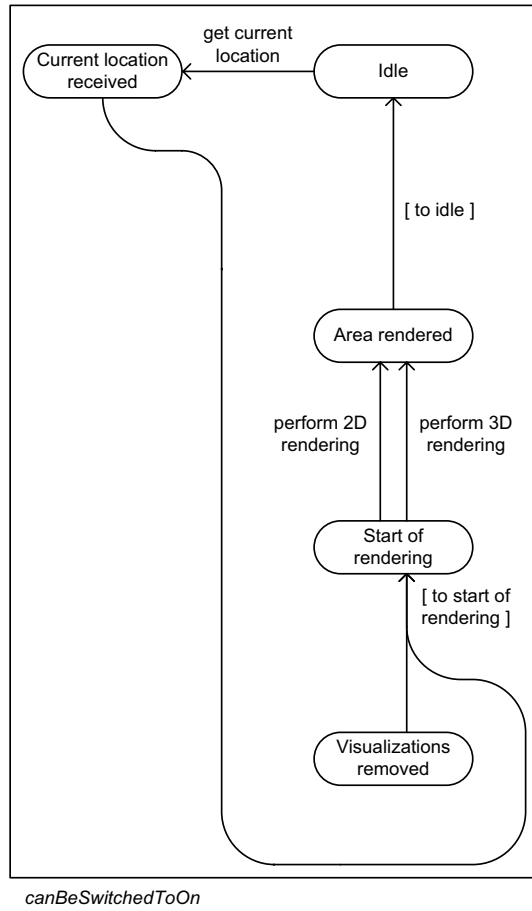 get current
location
Current location
received
Idle
[ to idle ]
Area rendered
perform 2D
rendering
perform 3D
rendering
Start of
rendering
[ to start of
rendering ]
Visualizations
removed
canBeSwitchedToOn